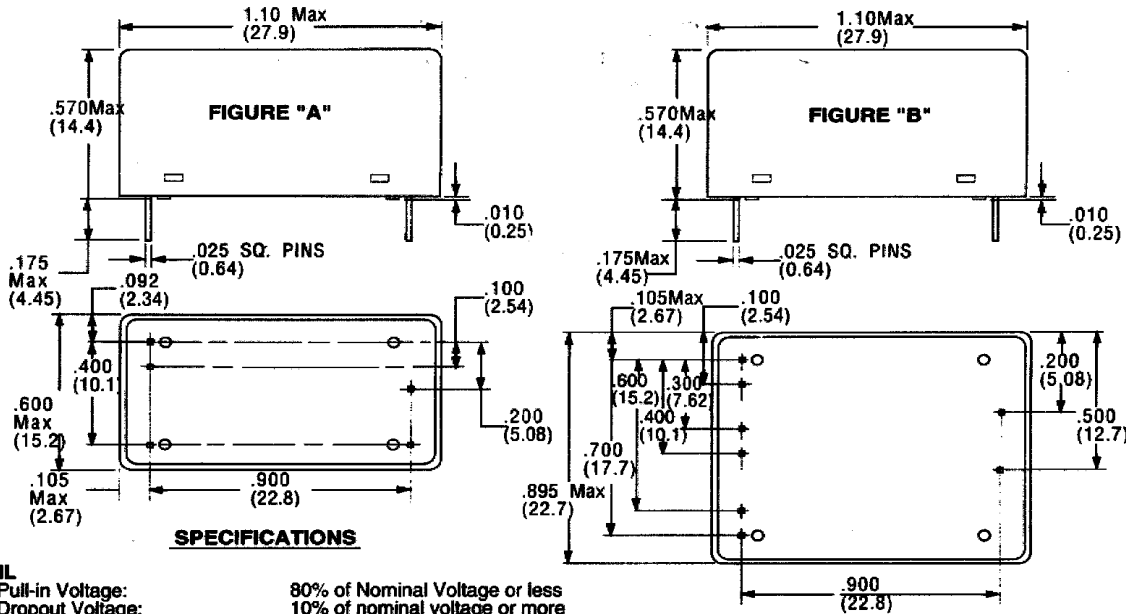 1.10 Max
(27.9)
.570Max
(14.4)
FIGURE "A"
.010
(0.25)
.175
Max
(4.45)
.025 SQ. PINS
(0.64)
.092
(2.34)
.100
(2.54)
.400
(10.1)
.600
Max
(15.2)
.200
(5.08)
.105
Max
(2.67)
.900
(22.8)
1.10Max
(27.9)
.570Max
(14.4)
FIGURE "B"
.010
(0.25)
.175Max
(4.45)
.025 SQ. PINS
(0.64)
.105Max
(2.67)
.100
(2.54)
.600
(15.2)
.300
(7.62)
.400
(10.1)
.700
(17.7)
.895 Max
(22.7)
.200
(5.08)
.500
(12.7)
.900
(22.8)
SPECIFICATIONS
Pull-in Voltage: 80% of Nominal Voltage or less
Dropout Voltage: 10% of nominal voltage or more